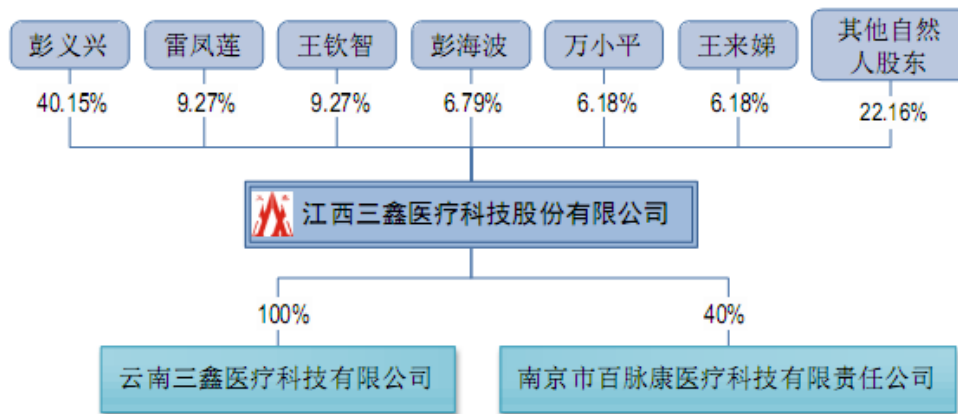 彭义兴
雷凤莲
王钦智
彭海波
万小平
王来娣
其他自然
人股东
40.15%
9.27%
9.27%
6.79%
6.18%
6.18%
22.16%
江西三鑫医疗科技股份有限公司
100%
40%
云南三鑫医疗科技有限公司
南京市百脉康医疗科技有限责任公司